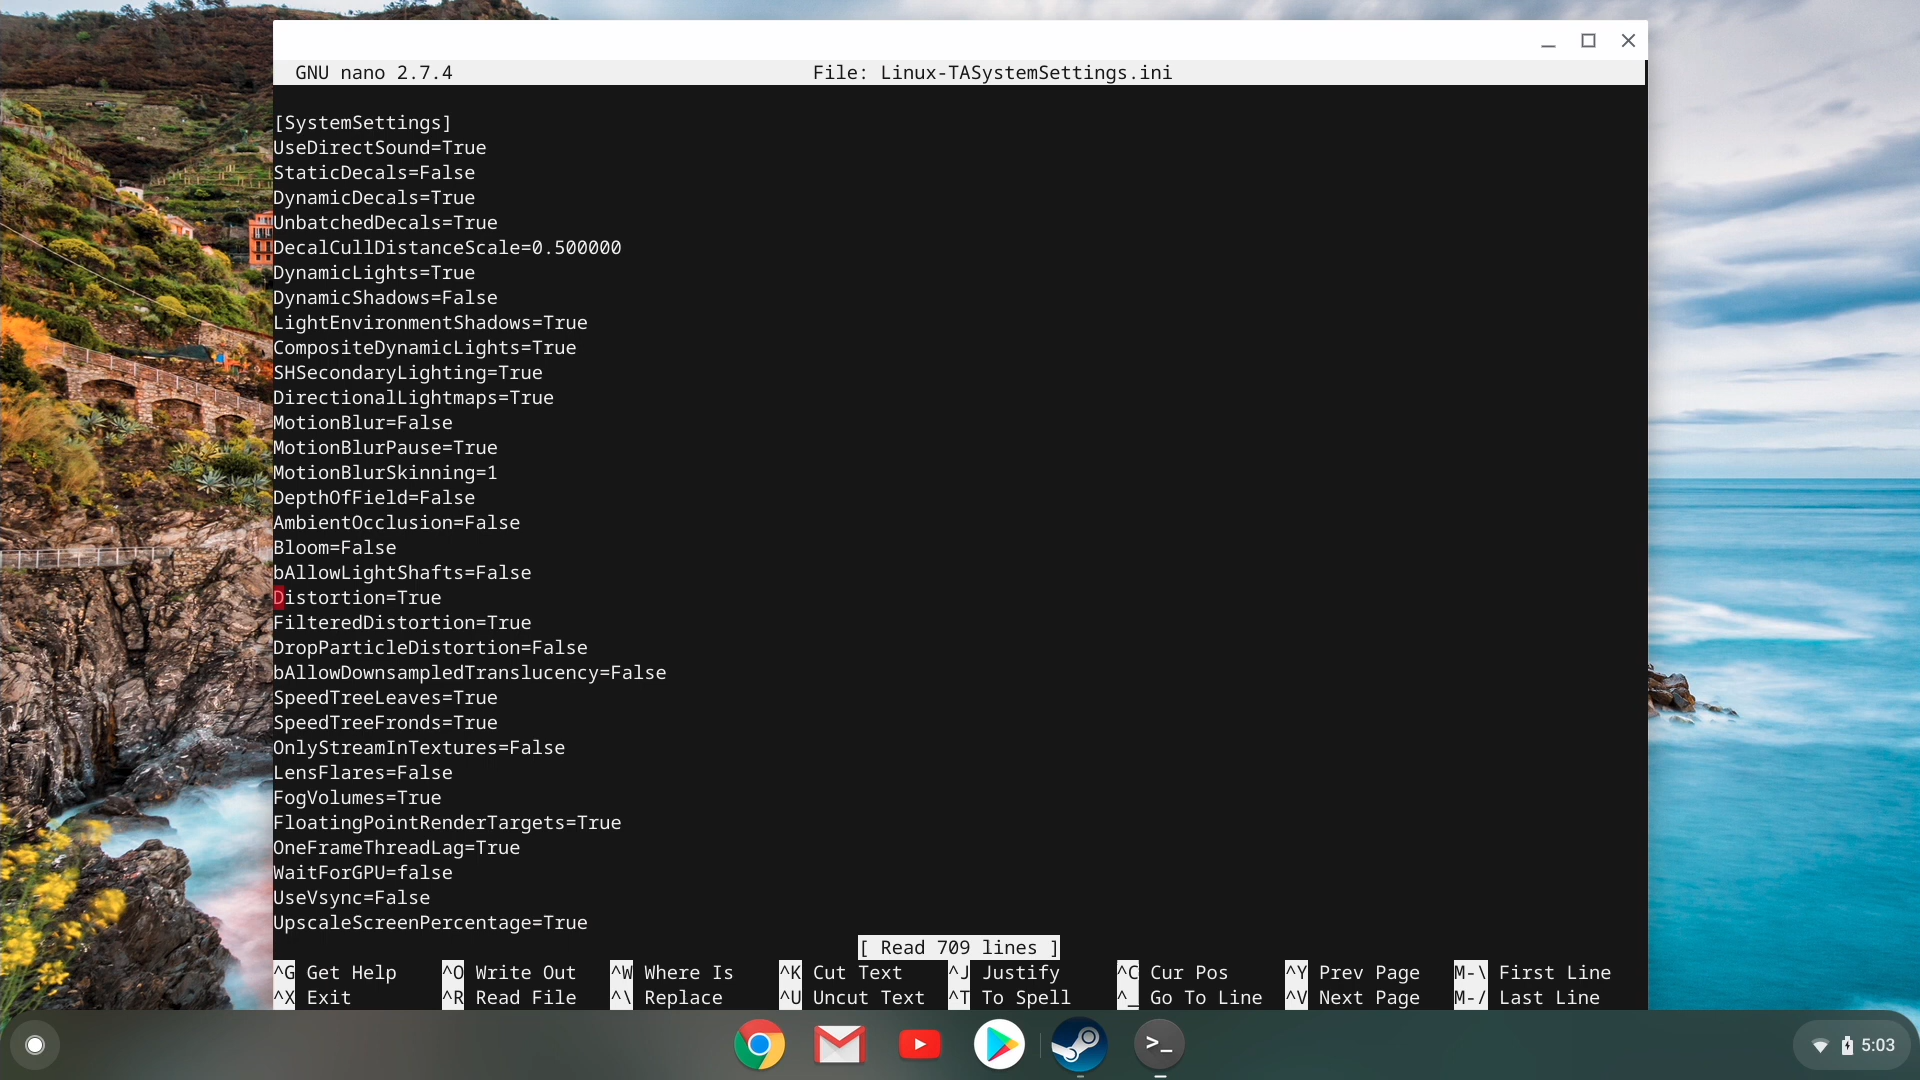 GNU nano 2.7.4 File: Linux-TASystemSettings.ini
[SystemSettings]
UseDirectSound=True
StaticDecals=False
DynamicDecals=True
UnbatchedDecals=True
DecalCullDistanceScale=0.500000
DynamicLights=True
DynamicShadows=False
LightEnvironmentShadows=True
CompositeDynamicLights=True
SHSecondaryLighting=True
DirectionalLightmaps=True
MotionBlur=False
MotionBlurPause=True
MotionBlurSkinning=1
DepthOfField=False
AmbientOcclusion=False
Bloom=False
bAllowLightShafts=False
Distortion=True
FilteredDistortion=True
DropParticleDistortion=False
bAllowDownsampledTranslucency=False
SpeedTreeLeaves=True
SpeedTreeFronds=True
OnlyStreamInTextures=False
LensFlares=False
FogVolumes=True
FloatingPointRenderTargets=True
OneFrameThreadLag=True
WaitForGPU=false
UseVsync=False
UpscaleScreenPercentage=True
[ Read 709 lines ]
^G Get Help ^O Write Out ^W Where Is ^K Cut Text ^J Justify ^C Cur Pos ^Y Prev Page M-\ First Line
^X Exit ^R Read File ^\ Replace ^U Uncut Text ^T To Spell ^_ Go To Line ^V Next Page M-/ Last Line
>_
5:03